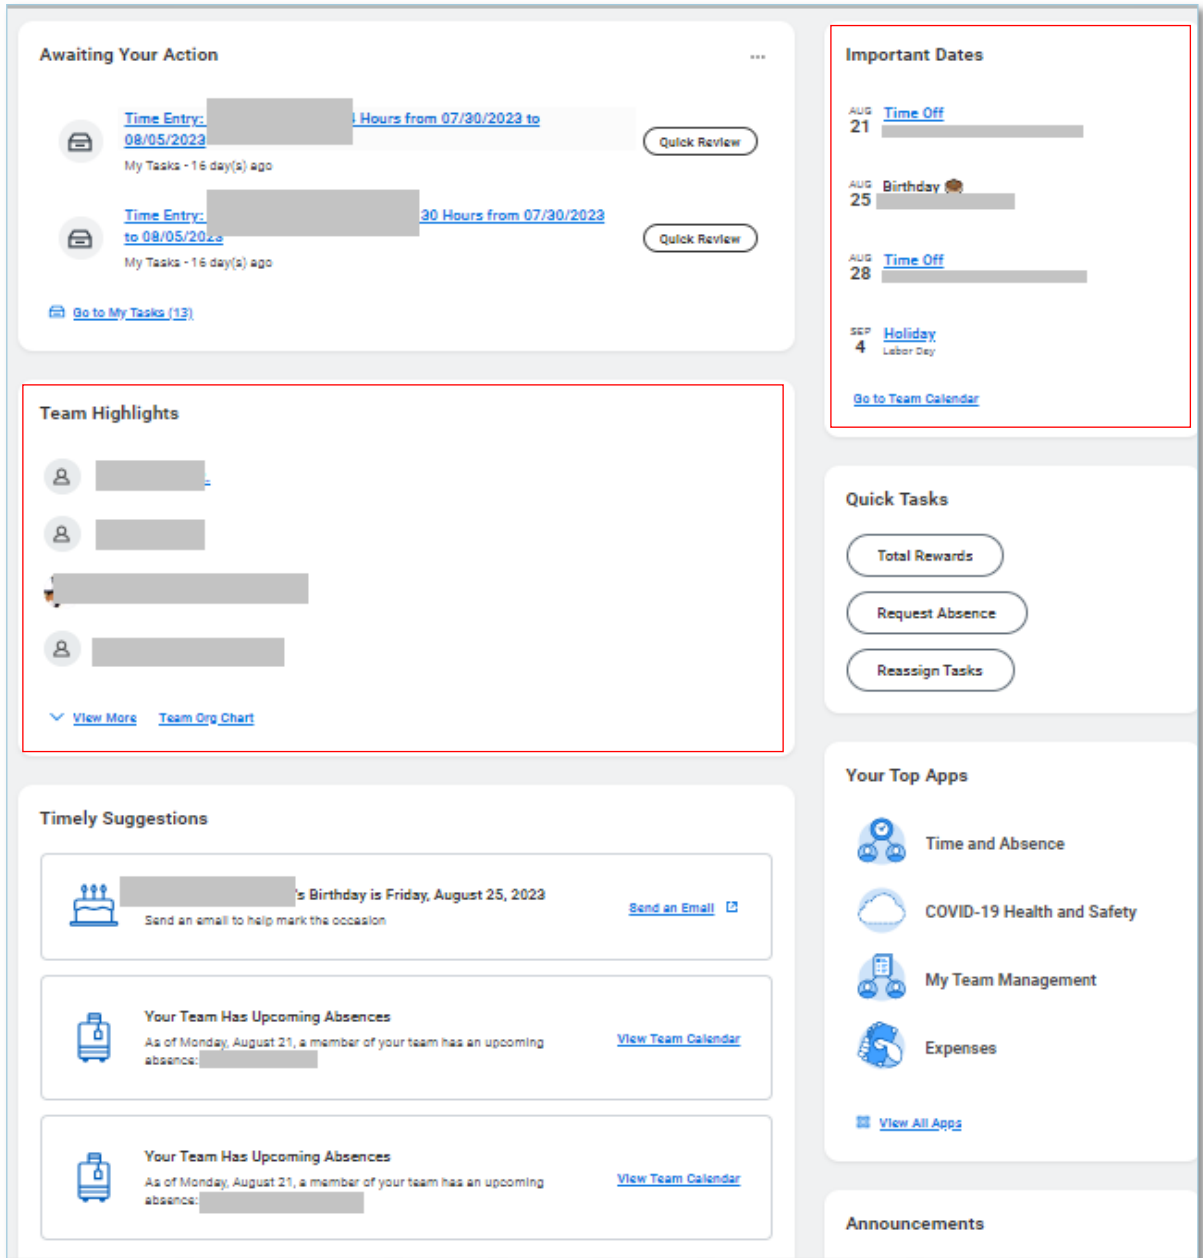 Awaiting Your Action
Time Entry: Hours from 07/30/2023 to
08/05/2023
Quick Review
My Tasks - 16 day(s) ago
Time Entry: 30 Hours from 07/30/2023
to 08/05/2023
Quick Review
My Tasks - 16 day(s) ago
Go to My Tasks (13)
Important Dates
AUG
21
Time Off
AUG
25
Birthday
AUG
28
Time Off
SEP
4
Holiday
Labor Day
Go to Team Calendar
Team Highlights
View More Team Org Chart
Quick Tasks
Total Rewards
Request Absence
Reassign Tasks
Timely Suggestions
's Birthday is Friday, August 25, 2023
Send an email to help mark the occasion
Send an Email
Your Team Has Upcoming Absences
As of Monday, August 21, a member of your team has an upcoming
absence:
View Team Calendar
Your Team Has Upcoming Absences
As of Monday, August 21, a member of your team has an upcoming
absence:
View Team Calendar
Your Top Apps
Time and Absence
COVID-19 Health and Safety
My Team Management
Expenses
View All Apps
Announcements